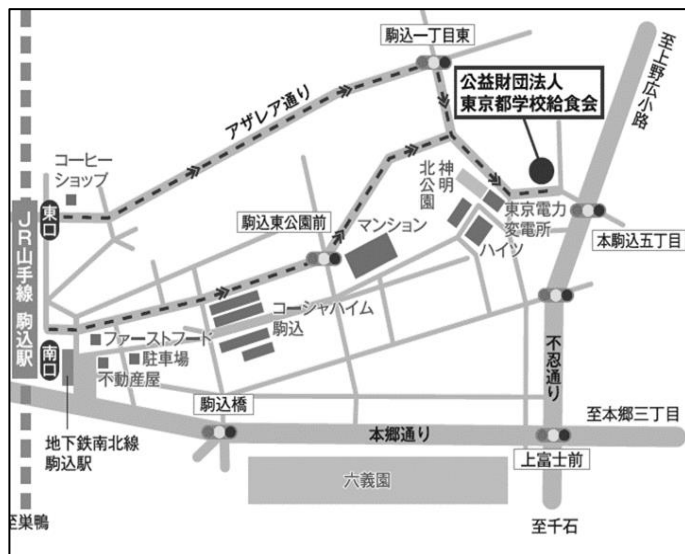 駒込一丁目東
至上野広小路
公益財団法人
東京都学校給食会
アザレア通り
コーヒー
ショップ
神明
北公園
東口
駒込東公園前
マンション
東京電力
変電所
ハイツ
本駒込五丁目
JR山手線 駒込駅
コーシャハイム
駒込
ファーストフード
駐車場
不動産屋
南口
不忍通り
駒込橋
地下鉄南北線
駒込駅
本郷通り
至本郷三丁目
上富士前
六義園
至巣鴨
至千石